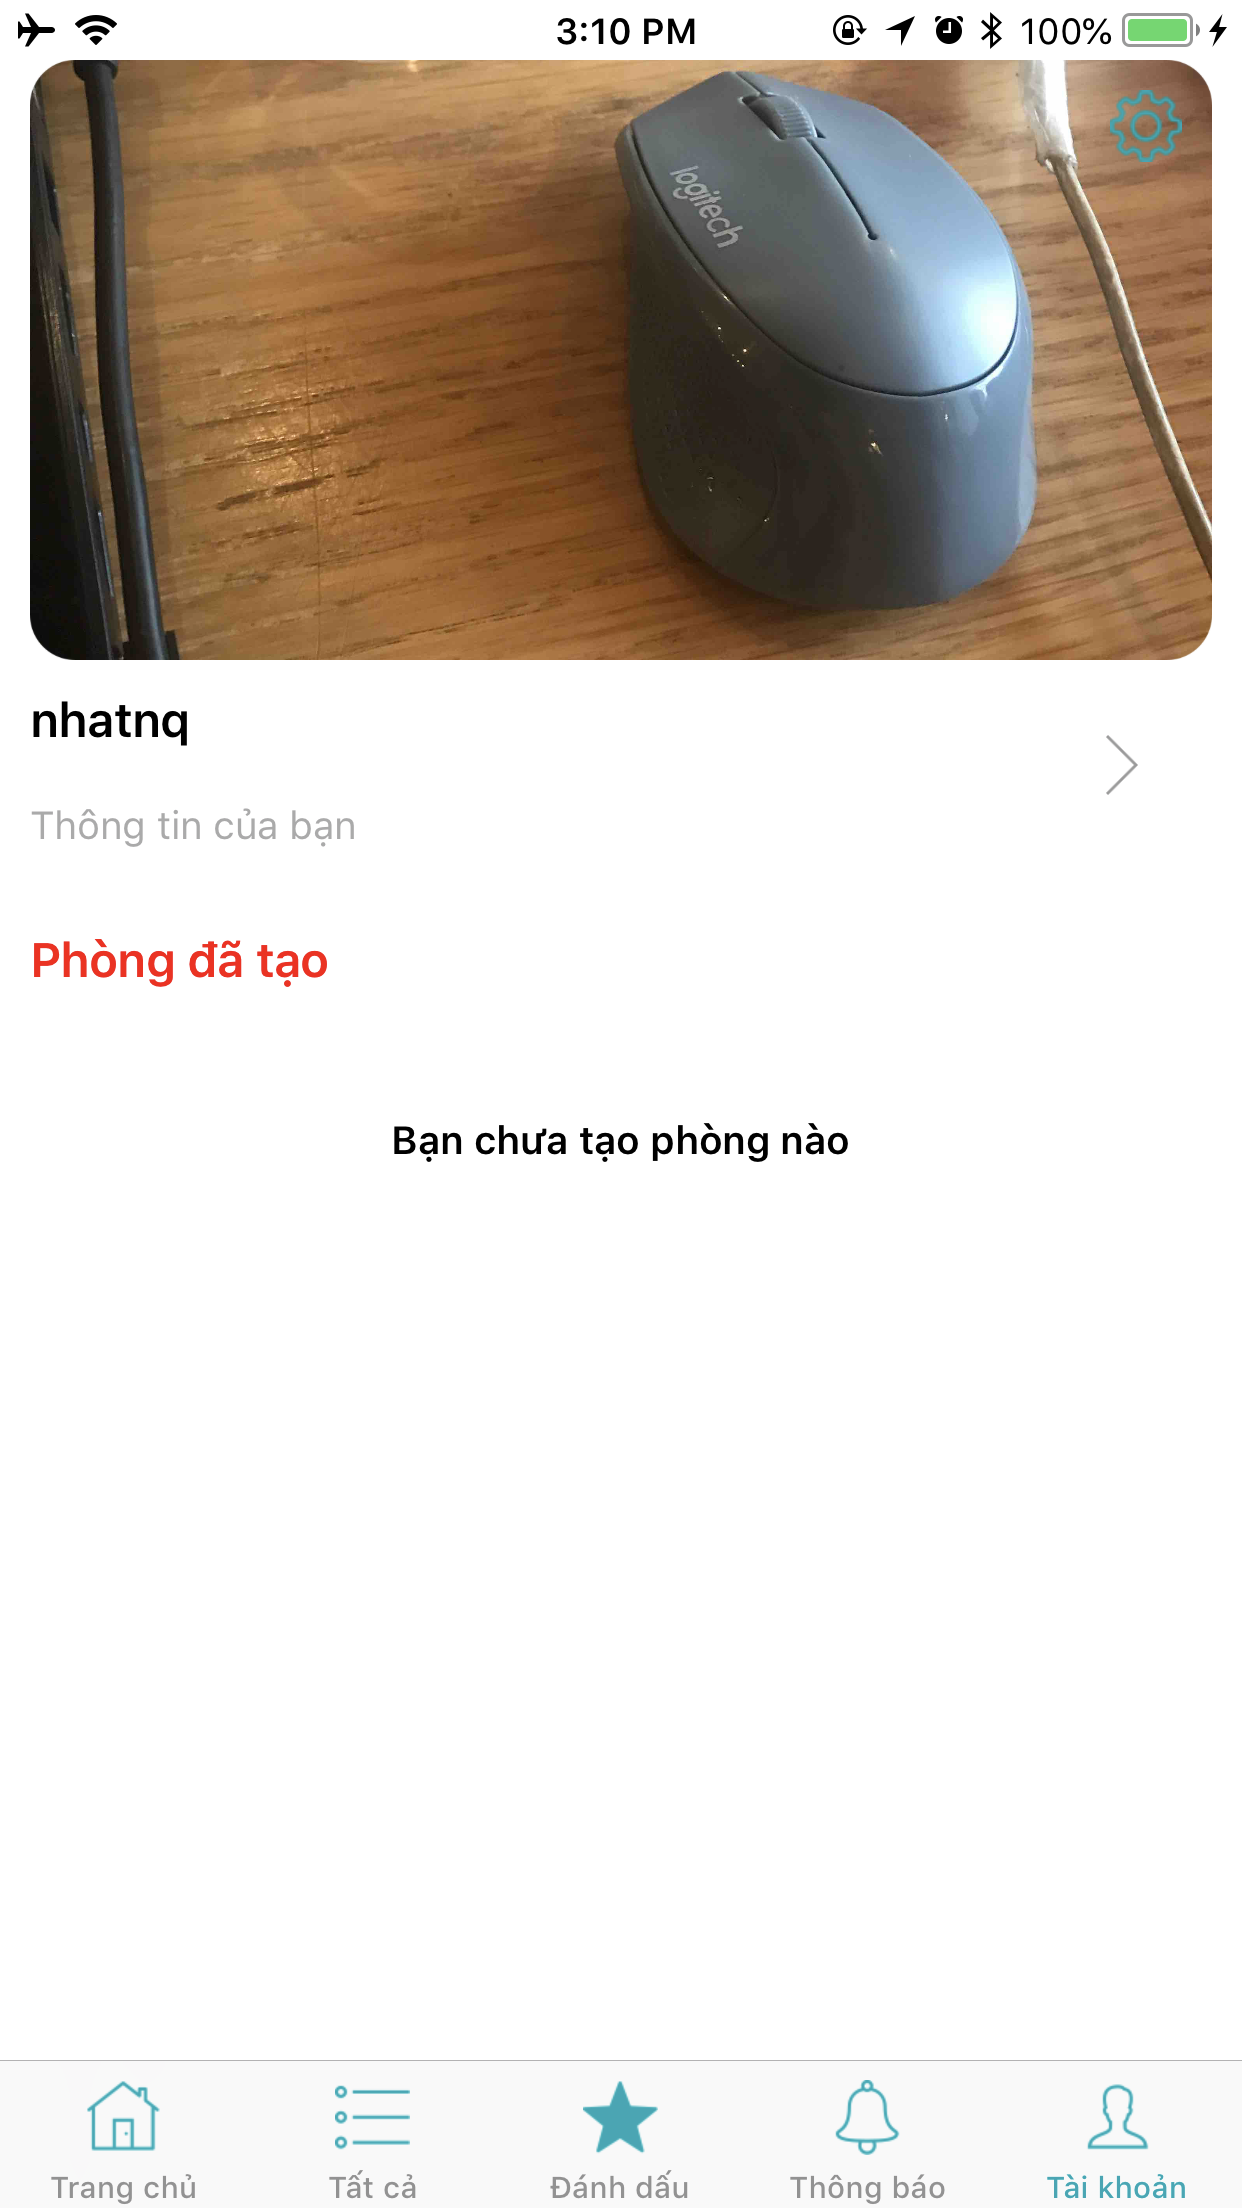 3:10 PM
100%
logitech
nhatnq
Thông tin của bạn
Phòng đã tạo
Bạn chưa tạo phòng nào
Trang chủ
Tất cả
Đánh dấu
Thông báo
Tài khoản